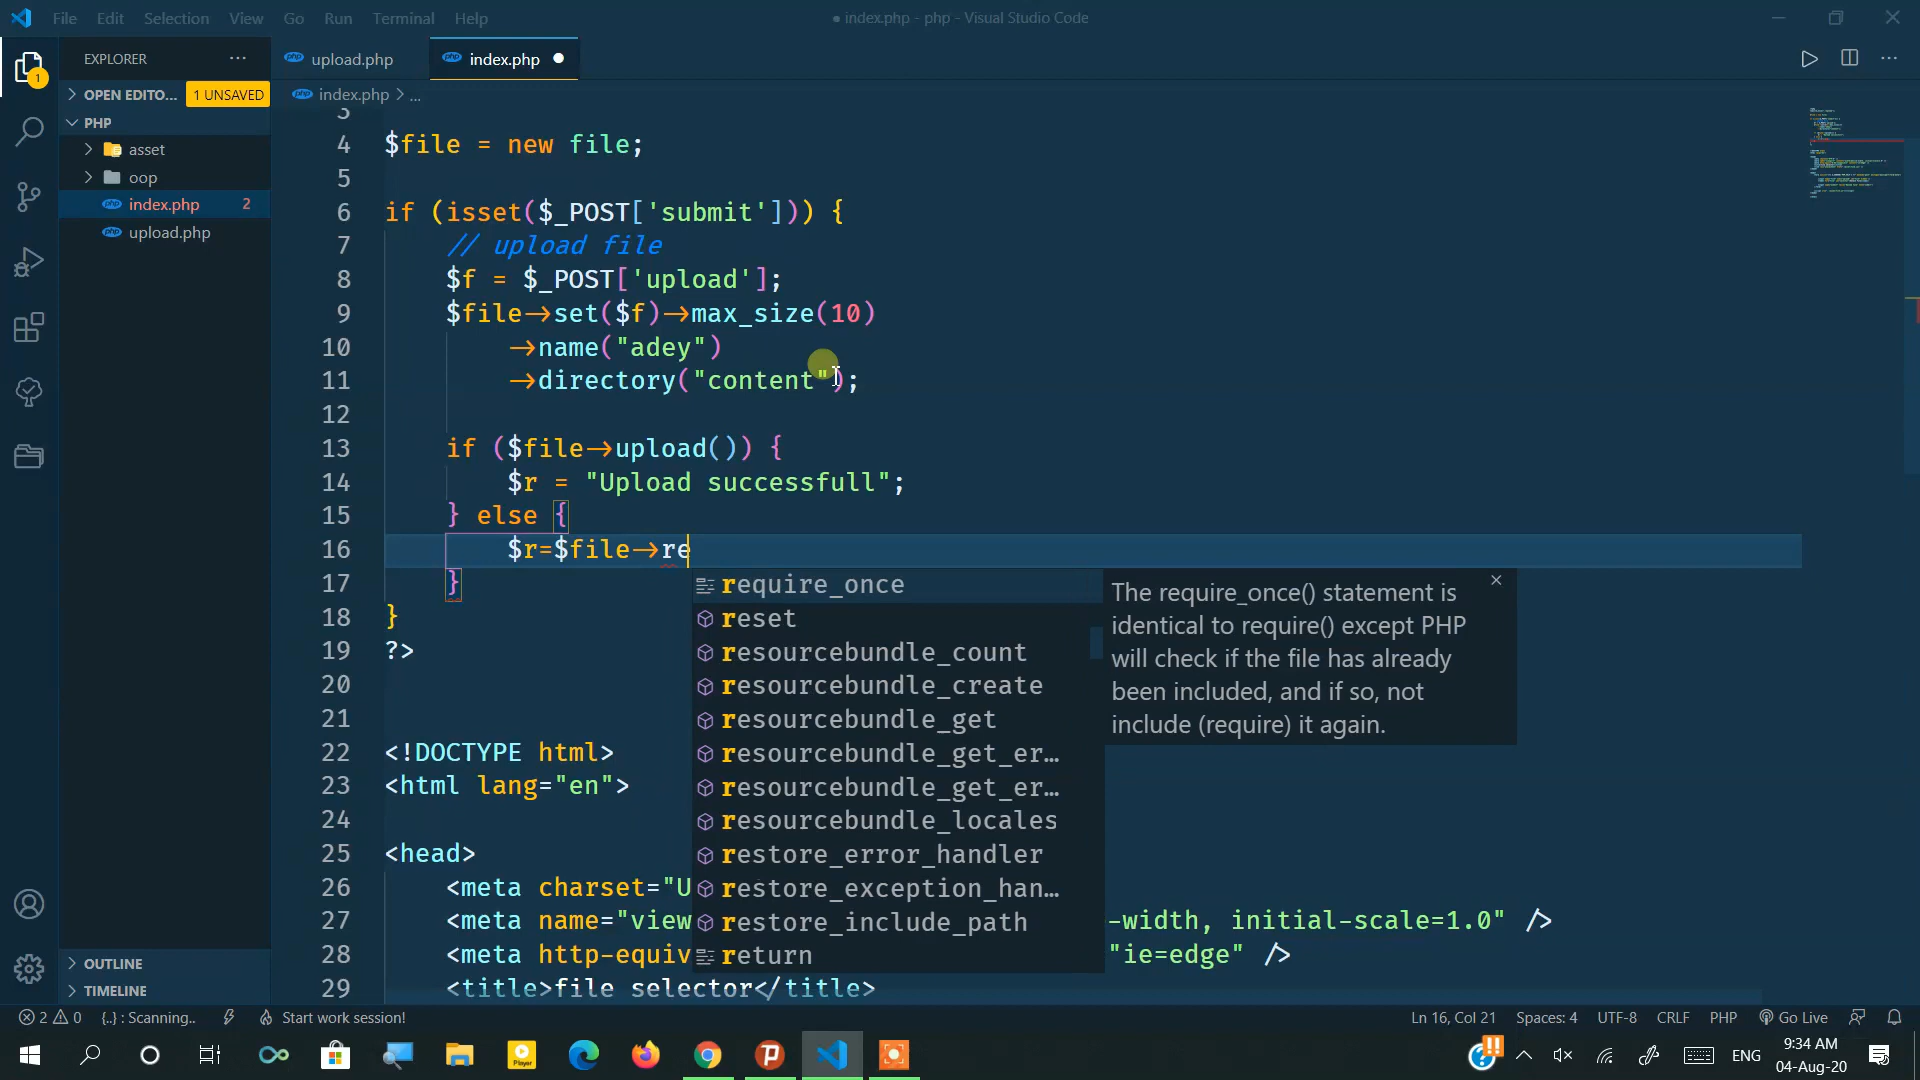 File Edit Selection View Go Run Terminal Help
● index.php - php - Visual Studio Code
EXPLORER ...
OPEN EDITO... 1 UNSAVED
PHP
asset
oop
index.php 2
upload.php
OUTLINE
TIMELINE
1
upload.php index.php ●
index.php > ...
3
4 $file = new file;
5
6 if (isset($_POST['submit'])) {
7 // upload file
8 $f = $_POST['upload'];
9 $file->set($f)->max_size(10)
10 ->name("adey")
11 ->directory("content");
12
13 if ($file->upload()) {
14 $r = "Upload successfull";
15 } else {
16 $r=$file->re
17 }
18 }
19 ?>
20
21
22 <!DOCTYPE html>
23 <html lang="en">
24
25 <head>
26 <meta charset="U
27 <meta name="view -width, initial-scale=1.0" />
28 <meta http-equiv "ie=edge" />
29 <title>file selector</title>
require_once
reset
resourcebundle_count
resourcebundle_create
resourcebundle_get
resourcebundle_get_er...
resourcebundle_get_er...
resourcebundle_locales
restore_error_handler
restore_exception_han...
restore_include_path
return
The require_once() statement is
identical to require() except PHP
will check if the file has already
been included, and if so, not
include (require) it again.
2 0 {..} : Scanning.. Start work session!
Ln 16, Col 21 Spaces: 4 UTF-8 CRLF PHP Go Live
Player
ENG
9:34 AM
04-Aug-20